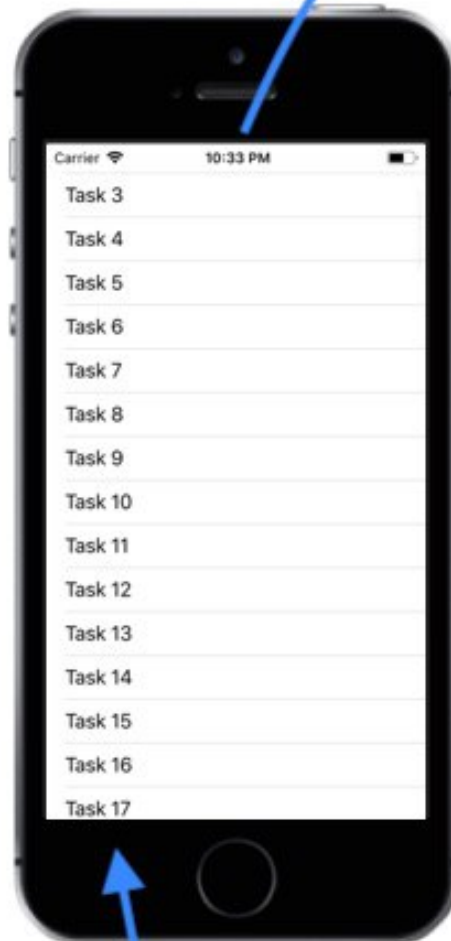 Carrier 10:33 PM
Task 3
Task 4
Task 5
Task 6
Task 7
Task 8
Task 9
Task 10
Task 11
Task 12
Task 13
Task 14
Task 15
Task 16
Task 17